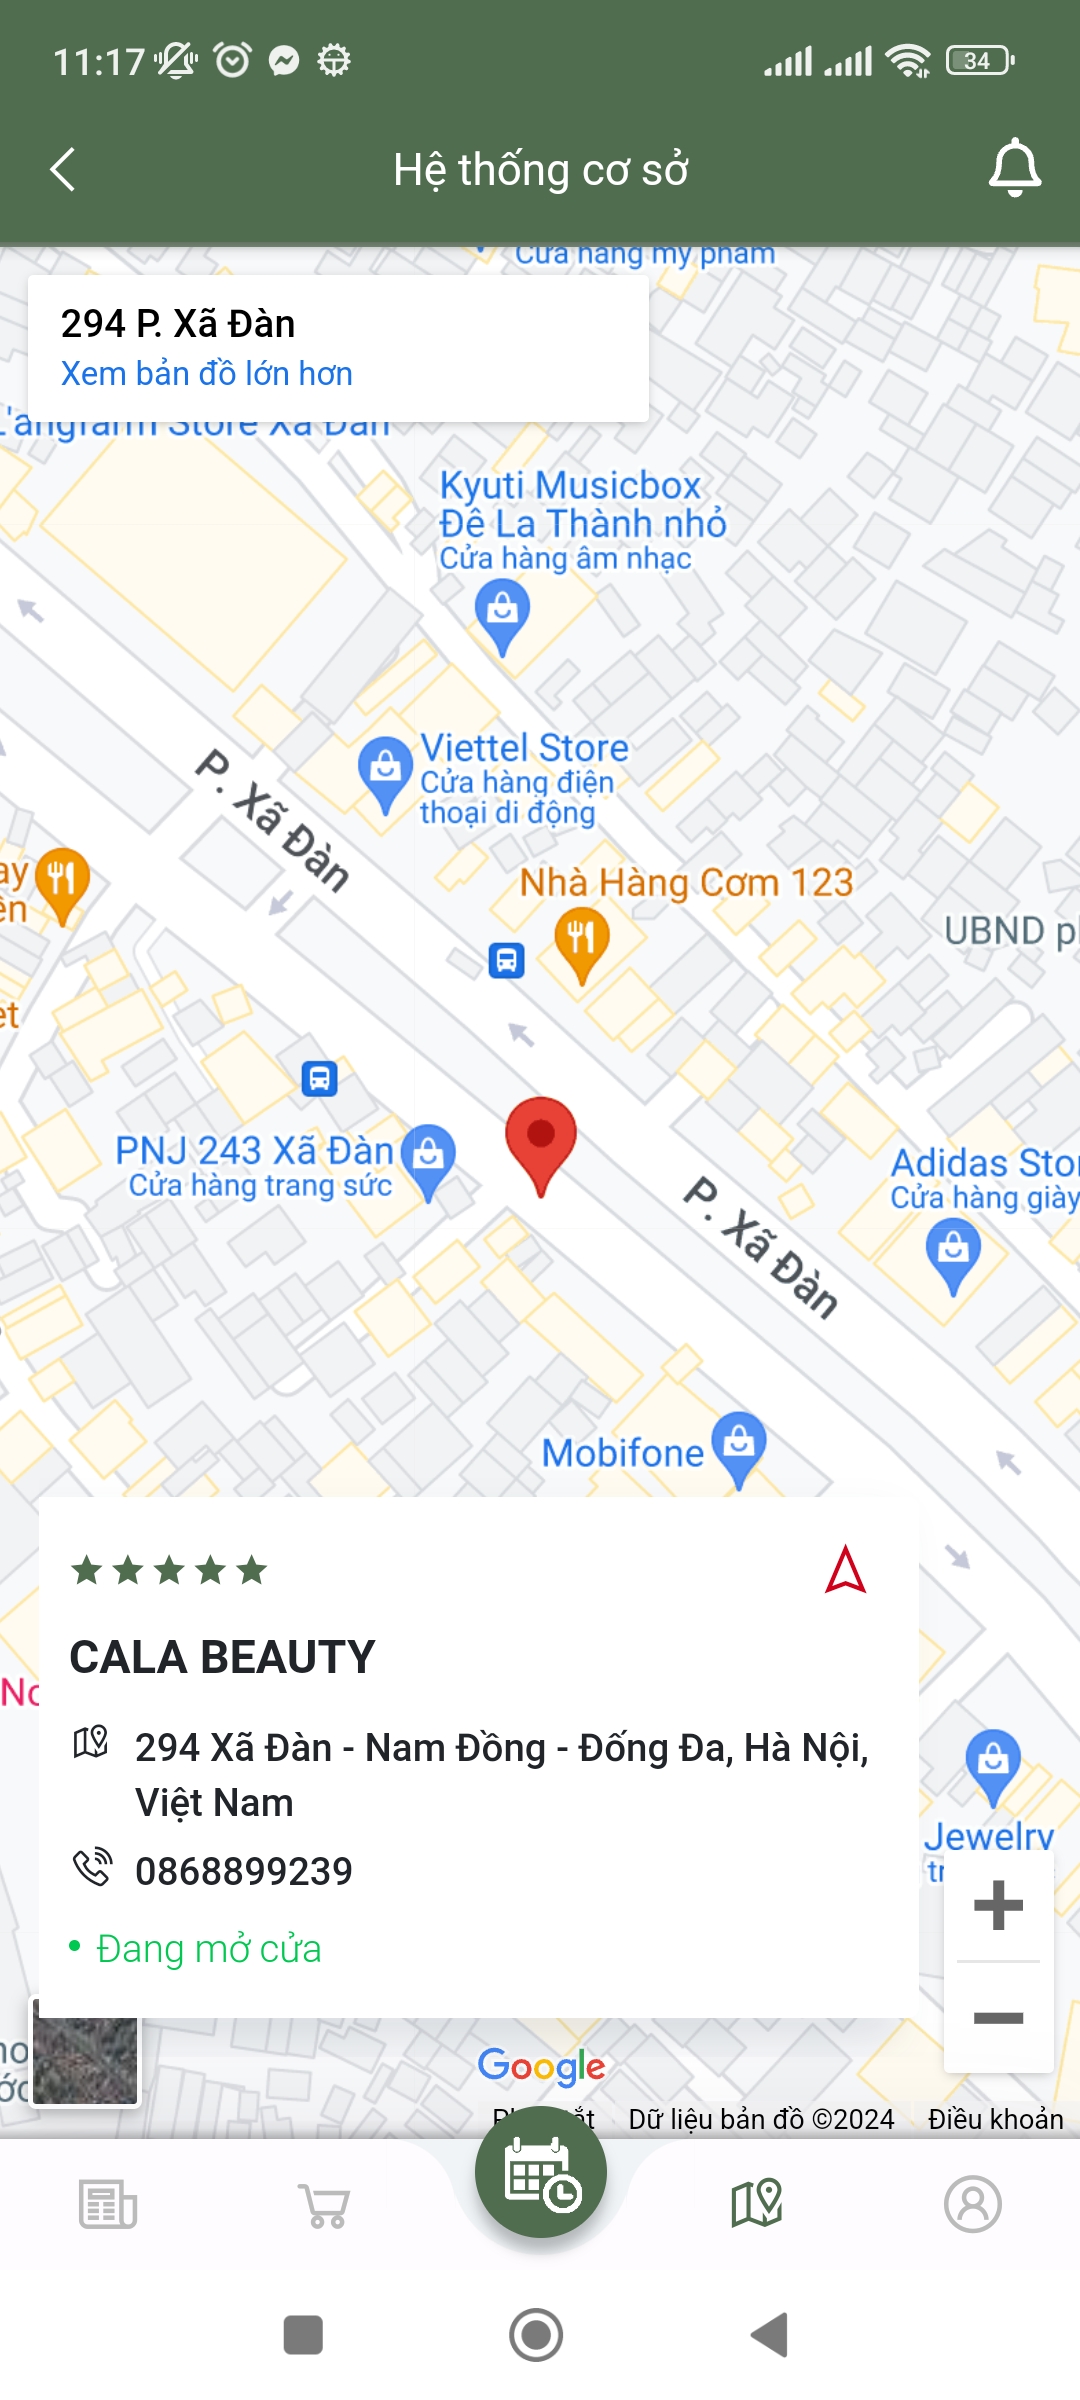 11:17
34
Hệ thống cơ sở
Cửa hàng mỹ phẩm
294 P. Xã Đàn
Xem bản đồ lớn hơn
L'angfarm Store Xã Đàn
Kyuti Musicbox
Đê La Thành nhỏ
Cửa hàng âm nhạc
Viettel Store
Cửa hàng điện
thoại di động
P. Xã Đàn
Nhà Hàng Cơm 123
UBND
PNJ 243 Xã Đàn
Cửa hàng trang sức
P. Xã Đàn
Adidas Stor
Cửa hàng giày
Mobifone
CALA BEAUTY
294 Xã Đàn - Nam Đồng - Đống Đa, Hà Nội,
Việt Nam
0868899239
Đang mở cửa
Jewelry
Google
Dữ liệu bản đồ ©2024
Điều khoản